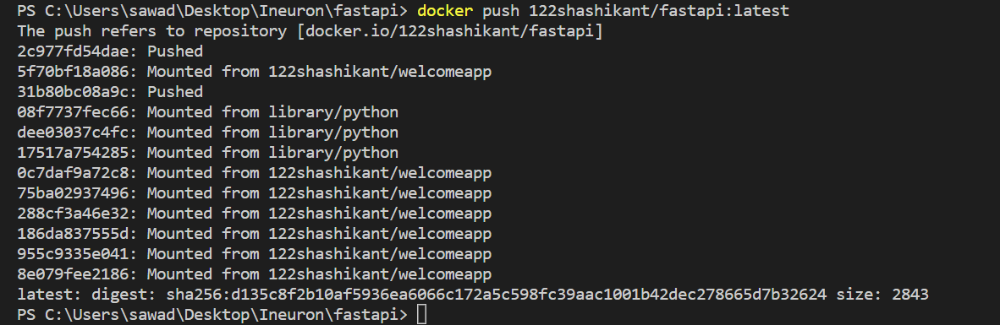 PS C:\Users\sawad\Desktop\Ineuron\fastapi> docker push 122shashikant/fastapi:latest
The push refers to repository [docker.io/122shashikant/fastapi]
2c977fd54dae: Pushed
5f70bf18a086: Mounted from 122shashikant/welcomeapp
31b80bc08a9c: Pushed
08f7737fec66: Mounted from library/python
dee03037c4fc: Mounted from library/python
17517a754285: Mounted from library/python
0c7daf9a72c8: Mounted from 122shashikant/welcomeapp
75ba02937496: Mounted from 122shashikant/welcomeapp
288cf3a46e32: Mounted from 122shashikant/welcomeapp
186da837555d: Mounted from 122shashikant/welcomeapp
955c9335e041: Mounted from 122shashikant/welcomeapp
8e079fee2186: Mounted from 122shashikant/welcomeapp
latest: digest: sha256:d135c8f2b10af5936ea6066c172a5c598fc39aac1001b42dec278665d7b32624 size: 2843
PS C:\Users\sawad\Desktop\Ineuron\fastapi>